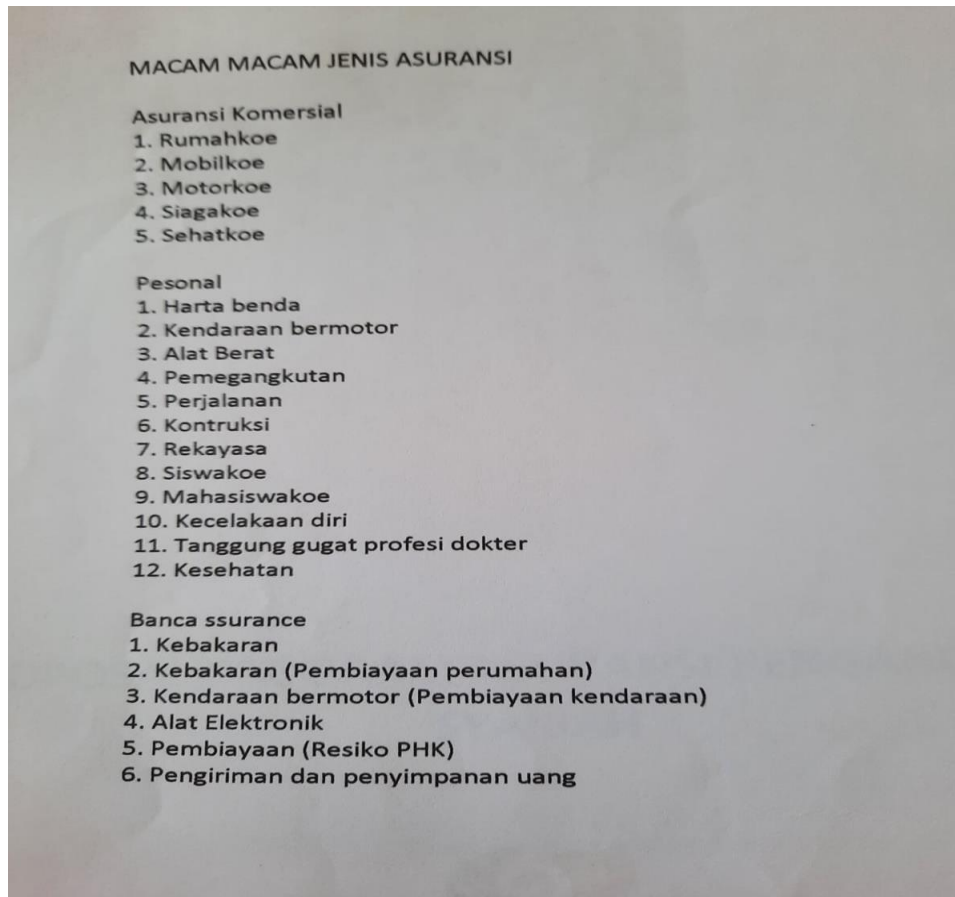 MACAM MACAM JENIS ASURANSI
Asuransi Komersial
1. Rumahkoe
2. Mobilkoe
3. Motorkoe
4. Siagakoe
5. Sehatkoe
Pesonal
1. Harta benda
2. Kendaraan bermotor
3. Alat Berat
4. Pemegangkutan
5. Perjalanan
6. Kontruksi
7. Rekayasa
8. Siswakoe
9. Mahasiswakoe
10. Kecelakaan diri
11. Tanggung gugat profesi dokter
12. Kesehatan
Banca ssurance
1. Kebakaran
2. Kebakaran (Pembiayaan perumahan)
3. Kendaraan bermotor (Pembiayaan kendaraan)
4. Alat Elektronik
5. Pembiayaan (Resiko PHK)
6. Pengiriman dan penyimpanan uang